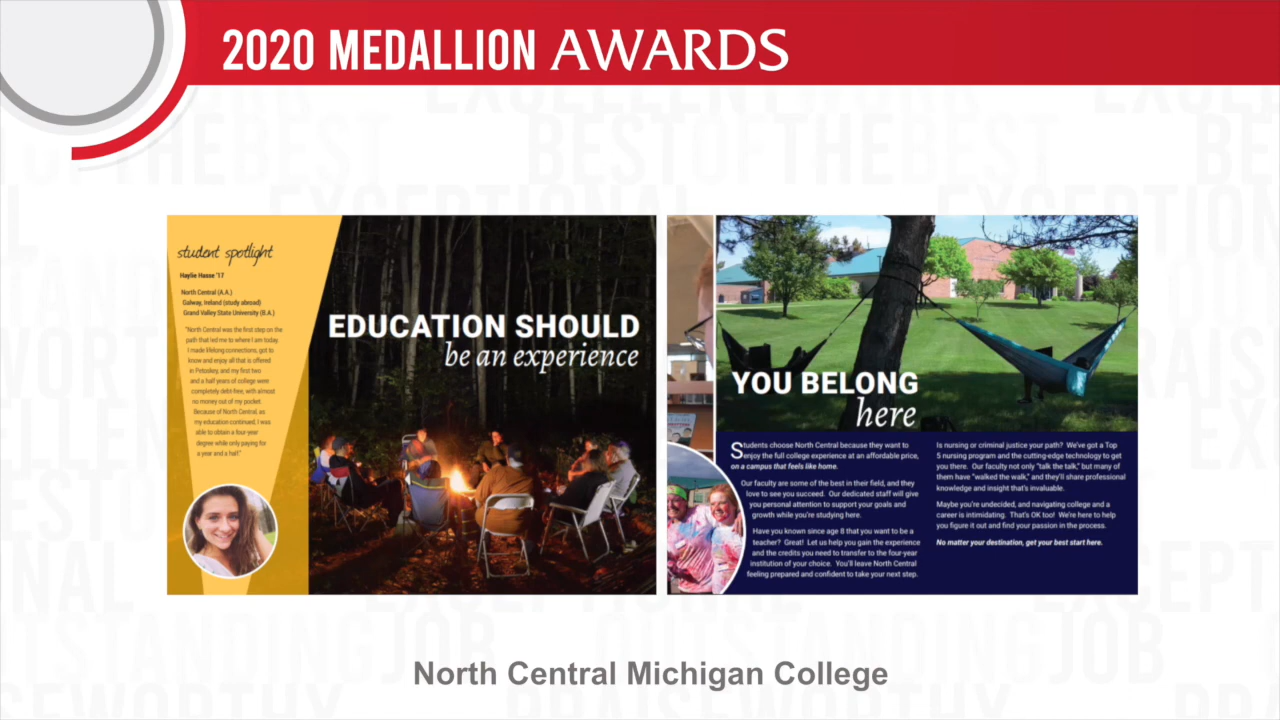 2020 MEDALLION AWARDS
student spotlight
Haylie Hasse '17
North Central (A.A.)
Galway, Ireland (study abroad)
Grand Valley State University (B.A.)
"North Central was the first step on the
path that led me to where I am today.
I made lifelong connections, got to
know and enjoy all that is offered
in Petoskey, and my first two
and a half years of college were
completely debt-free, with almost
no money out of my pocket.
Because of North Central, as
my education continued, I was
able to obtain a four-year
degree while only paying for
a year and a half."
EDUCATION SHOULD
be an experience
YOU BELONG
here
Students choose North Central because they want to
enjoy the full college experience at an affordable price,
on a campus that feels like home.
Our faculty are some of the best in their field, and they
love to see you succeed. Our dedicated staff will give
you personal attention to support your goals and
growth while you're studying here.
Have you known since age 8 that you want to be a
teacher? Great! Let us help you gain the experience
and the credits you need to transfer to the four-year
institution of your choice. You'll leave North Central
feeling prepared and confident to take your next step.
Is nursing or criminal justice your path? We've got a Top
5 nursing program and the cutting-edge technology to get
you there. Our faculty not only "talk the talk," but many of
them have "walked the walk," and they'll share professional
knowledge and insight that's invaluable.
Maybe you're undecided, and navigating college and a
career is intimidating. That's OK too! We're here to help
you figure it out and find your passion in the process.
No matter your destination, get your best start here.
North Central Michigan College